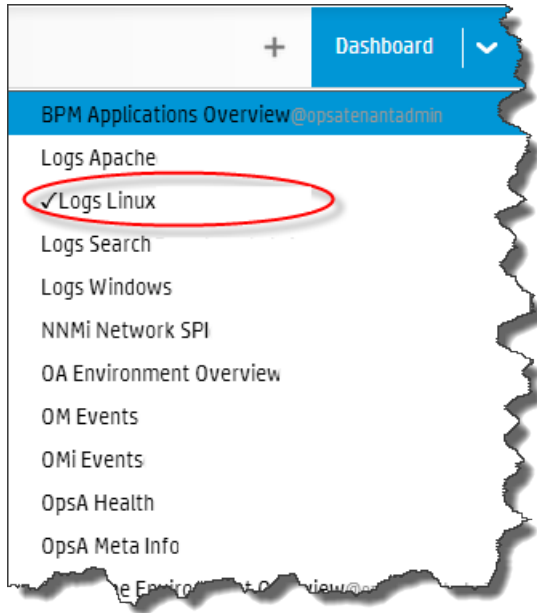 + Dashboard
BPM Applications Overview@opsatenantadmin
Logs Apache
✓Logs Linux
Logs Search
Logs Windows
NNMi Network SPI
OA Environment Overview
OM Events
OMi Events
OpsA Health
OpsA Meta Info